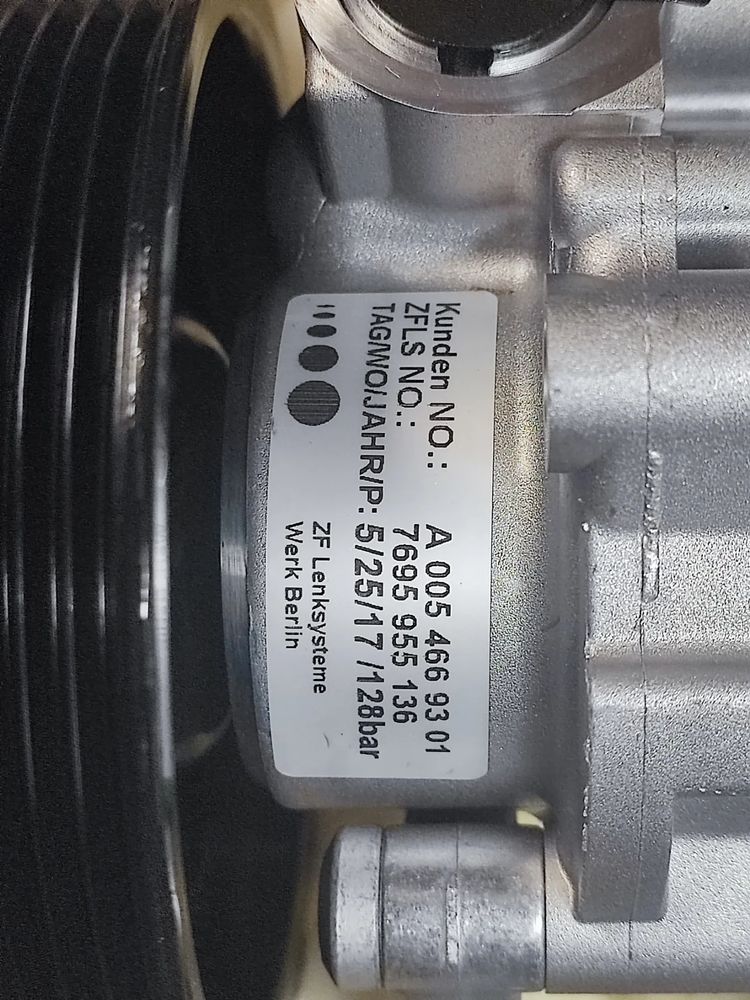 Kunden NO.: A 005 466 93 01
ZFLS NO.: 7695 955 136
TAG/WO/JAHR/P: 5/25/17 /128bar
ZF Lenksysteme
Werk Berlin